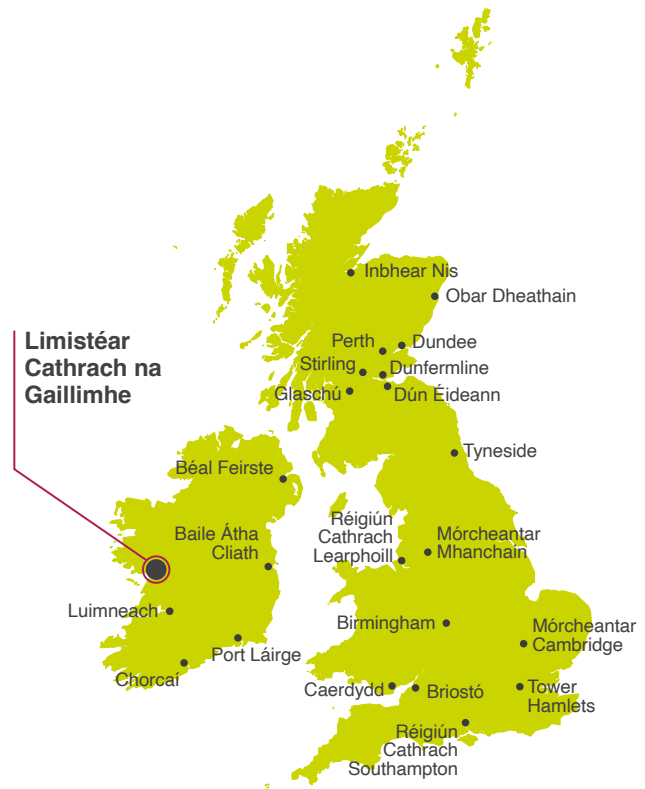 Inbhear Nis
Obar Dheathain
Limistéar
Cathrach na
Gaillimhe
Perth
Dundee
Stirling
Dunfermline
Glaschú
Dún Éideann
Tyneside
Béal Feirste
Réigiún
Cathrach
Learphoill
Baile Átha
Cliath
Mórcheantar
Mhanchain
Luimneach
Birmingham
Mórcheantar
Cambridge
Port Láirge
Chorcaí
Caerdydd
Briostó
Tower
Hamlets
Réigiún
Cathrach
Southampton